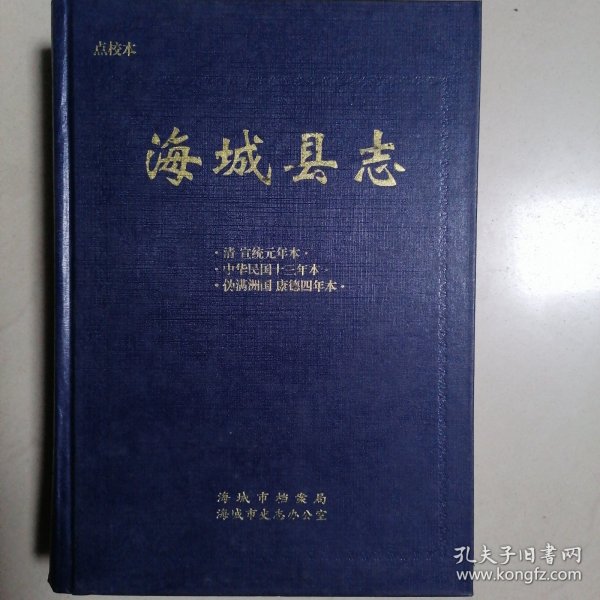 点校本
海城县志
·清 宣统元年本·
·中华民国十三年本·
·伪满洲国 康德四年本·
海城市档案局
海城市史志办公室
孔夫子旧书网
www.kongfz.com